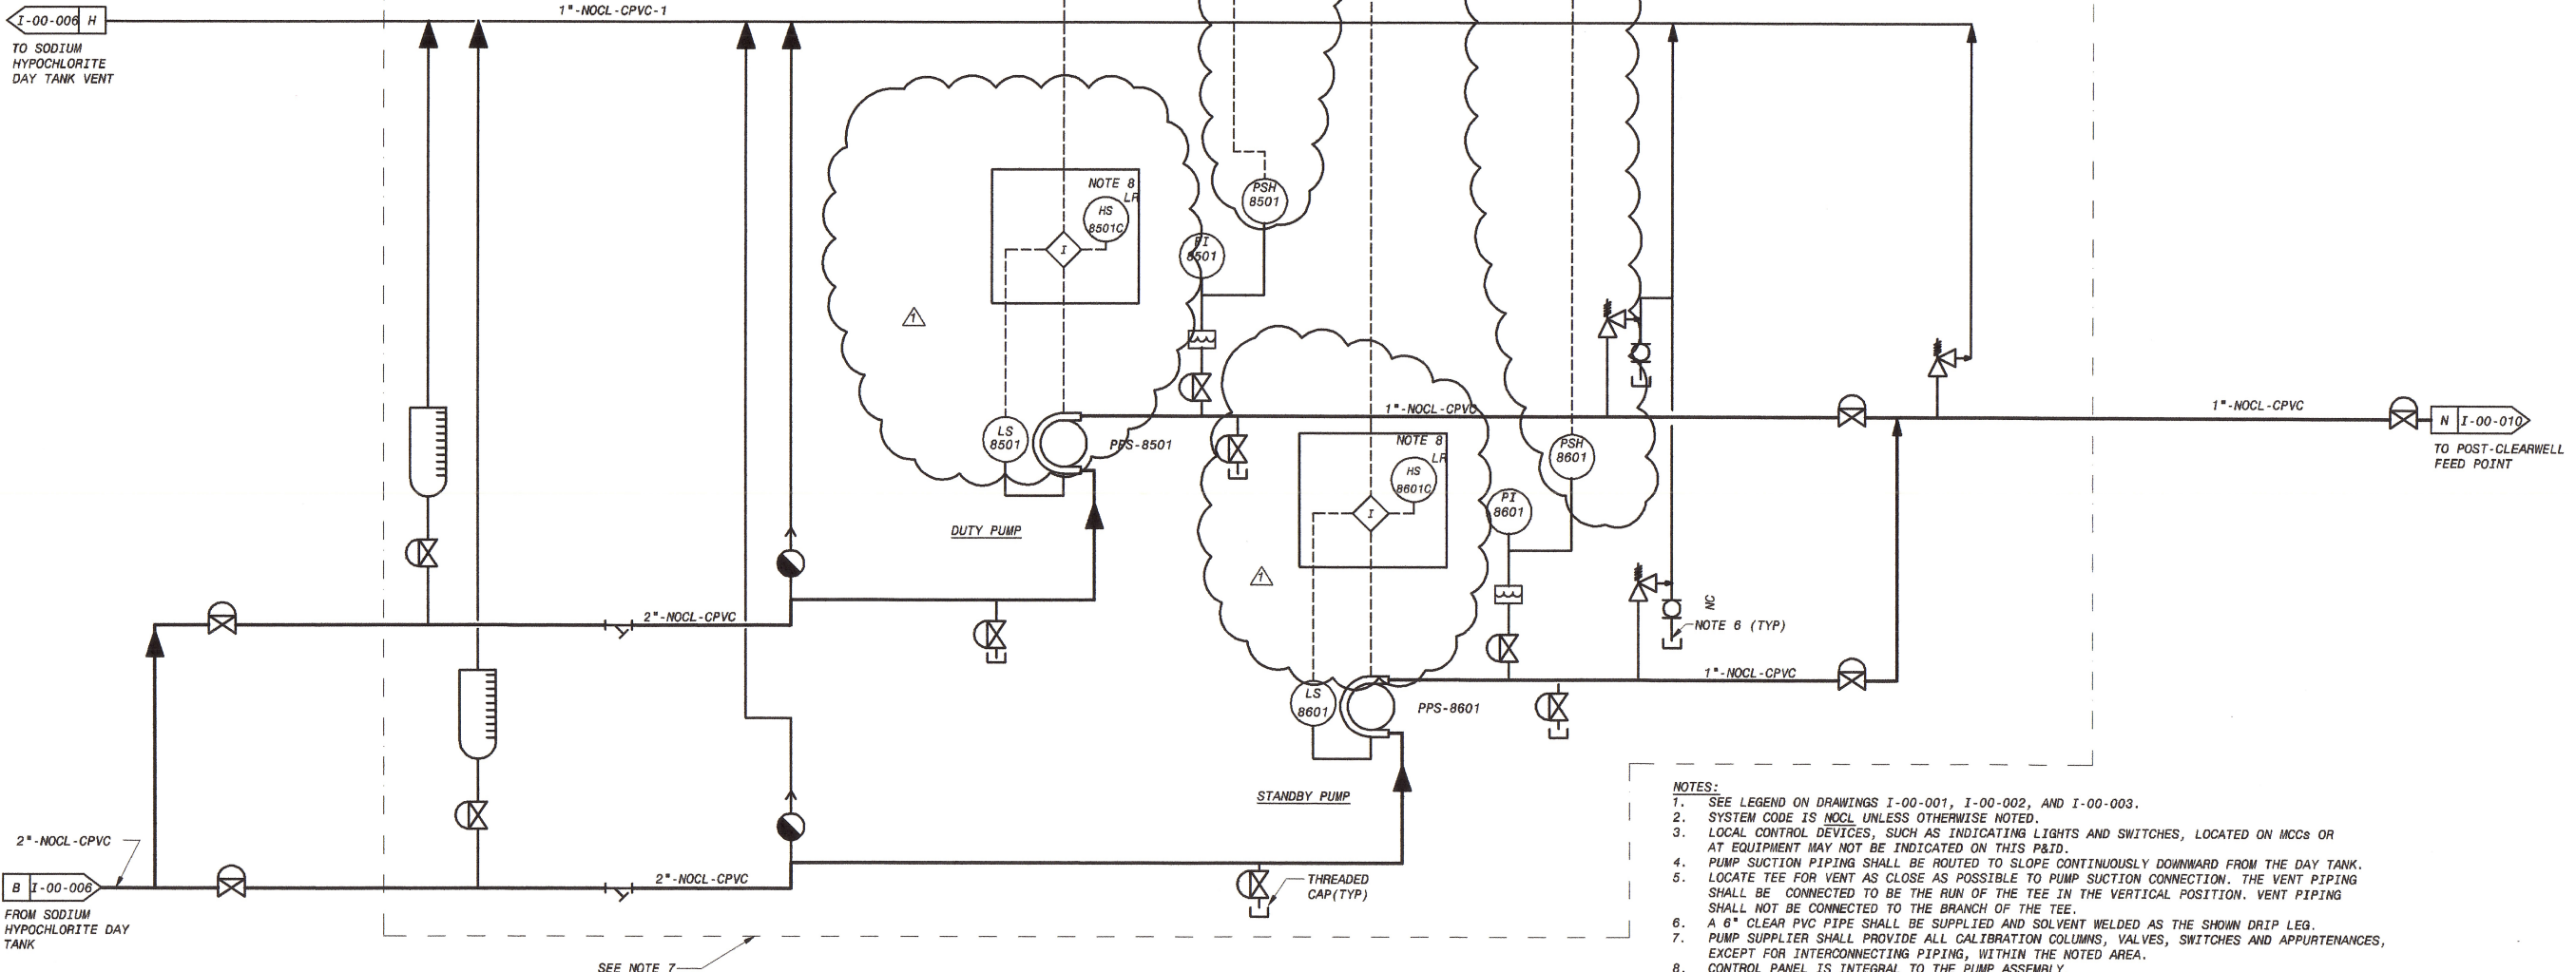 I-00-006 H
1"-NOCL-CPVC-1
TO SODIUM
HYPOCHLORITE
DAY TANK VENT
NOTE 8
LR
HS
8501C
I
PSH
8501
PI
8501
1
LS
8501
PPS-8501
DUTY PUMP
1"-NOCL-CPVC
NOTE 8
LR
HS
8601C
I
PSH
8601
PI
8601
1
1"-NOCL-CPVC
N I-00-010
TO POST-CLEARWELL
FEED POINT
2"-NOCL-CPVC
NC
NOTE 6 (TYP)
1"-NOCL-CPVC
LS
8601
PPS-8601
STANDBY PUMP
2"-NOCL-CPVC
B I-00-006
FROM SODIUM
HYPOCHLORITE DAY
TANK
2"-NOCL-CPVC
THREADED
CAP(TYP)
SEE NOTE 7
NOTES:
1. SEE LEGEND ON DRAWINGS I-00-001, I-00-002, AND I-00-003.
2. SYSTEM CODE IS NOCL UNLESS OTHERWISE NOTED.
3. LOCAL CONTROL DEVICES, SUCH AS INDICATING LIGHTS AND SWITCHES, LOCATED ON MCCs OR
AT EQUIPMENT MAY NOT BE INDICATED ON THIS P&ID.
4. PUMP SUCTION PIPING SHALL BE ROUTED TO SLOPE CONTINUOUSLY DOWNWARD FROM THE DAY TANK.
5. LOCATE TEE FOR VENT AS CLOSE AS POSSIBLE TO PUMP SUCTION CONNECTION. THE VENT PIPING
SHALL BE CONNECTED TO BE THE RUN OF THE TEE IN THE VERTICAL POSITION. VENT PIPING
SHALL NOT BE CONNECTED TO THE BRANCH OF THE TEE.
6. A 6" CLEAR PVC PIPE SHALL BE SUPPLIED AND SOLVENT WELDED AS THE SHOWN DRIP LEG.
7. PUMP SUPPLIER SHALL PROVIDE ALL CALIBRATION COLUMNS, VALVES, SWITCHES AND APPURTENANCES,
EXCEPT FOR INTERCONNECTING PIPING, WITHIN THE NOTED AREA.
8. CONTROL PANEL IS INTEGRAL TO THE PUMP ASSEMBLY